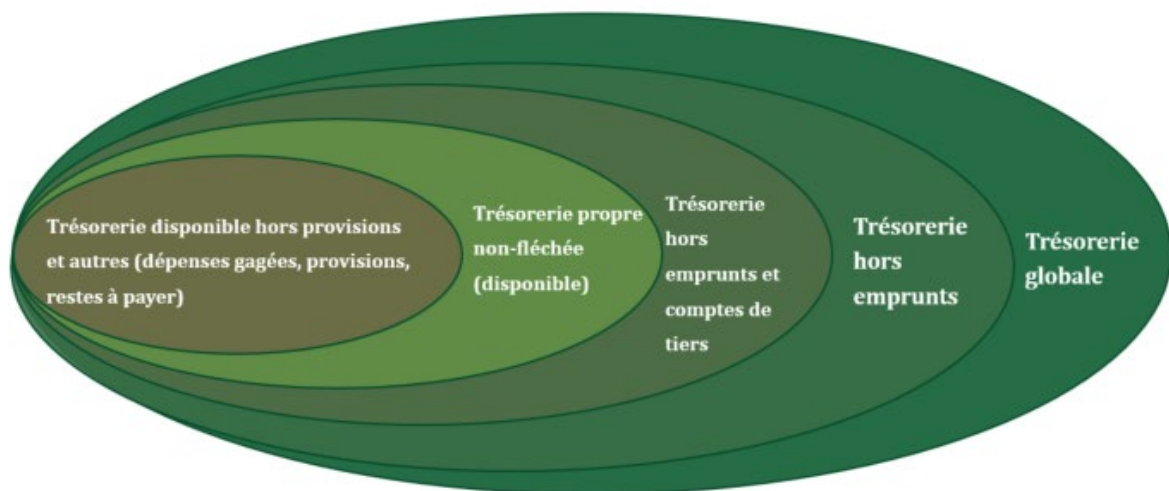 Trésorerie disponible hors provisions
et autres (dépenses gagées, provisions,
restes à payer)
Trésorerie propre
non-fléchée
(disponible)
Trésorerie
hors
emprunts et
comptes de
tiers
Trésorerie
hors
emprunts
Trésorerie
globale